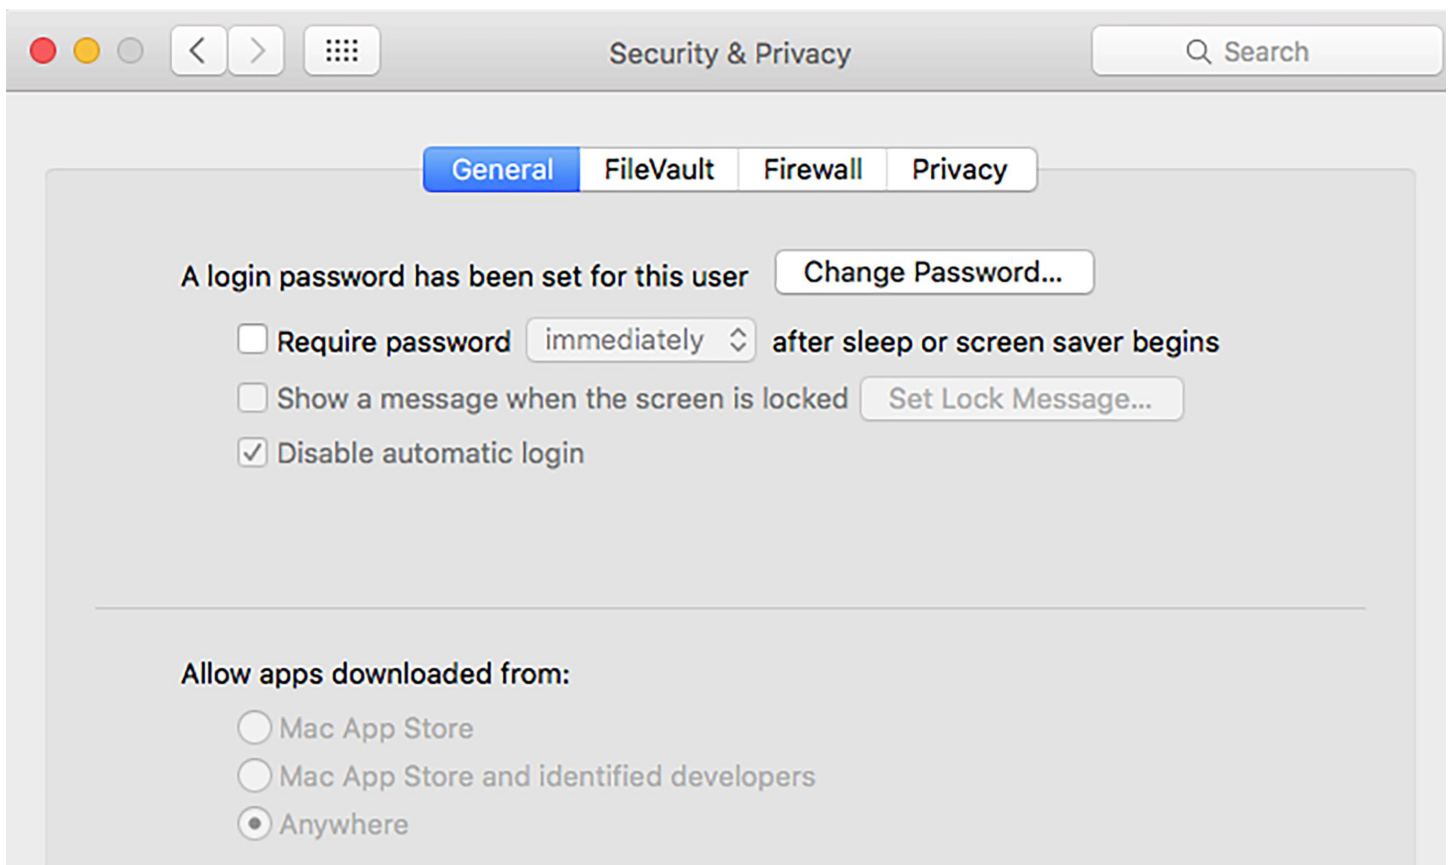 Security & Privacy
Search
General FileVault Firewall Privacy
A login password has been set for this user Change Password...
Require password immediately after sleep or screen saver begins
Show a message when the screen is locked Set Lock Message...
Disable automatic login
Allow apps downloaded from:
Mac App Store
Mac App Store and identified developers
Anywhere